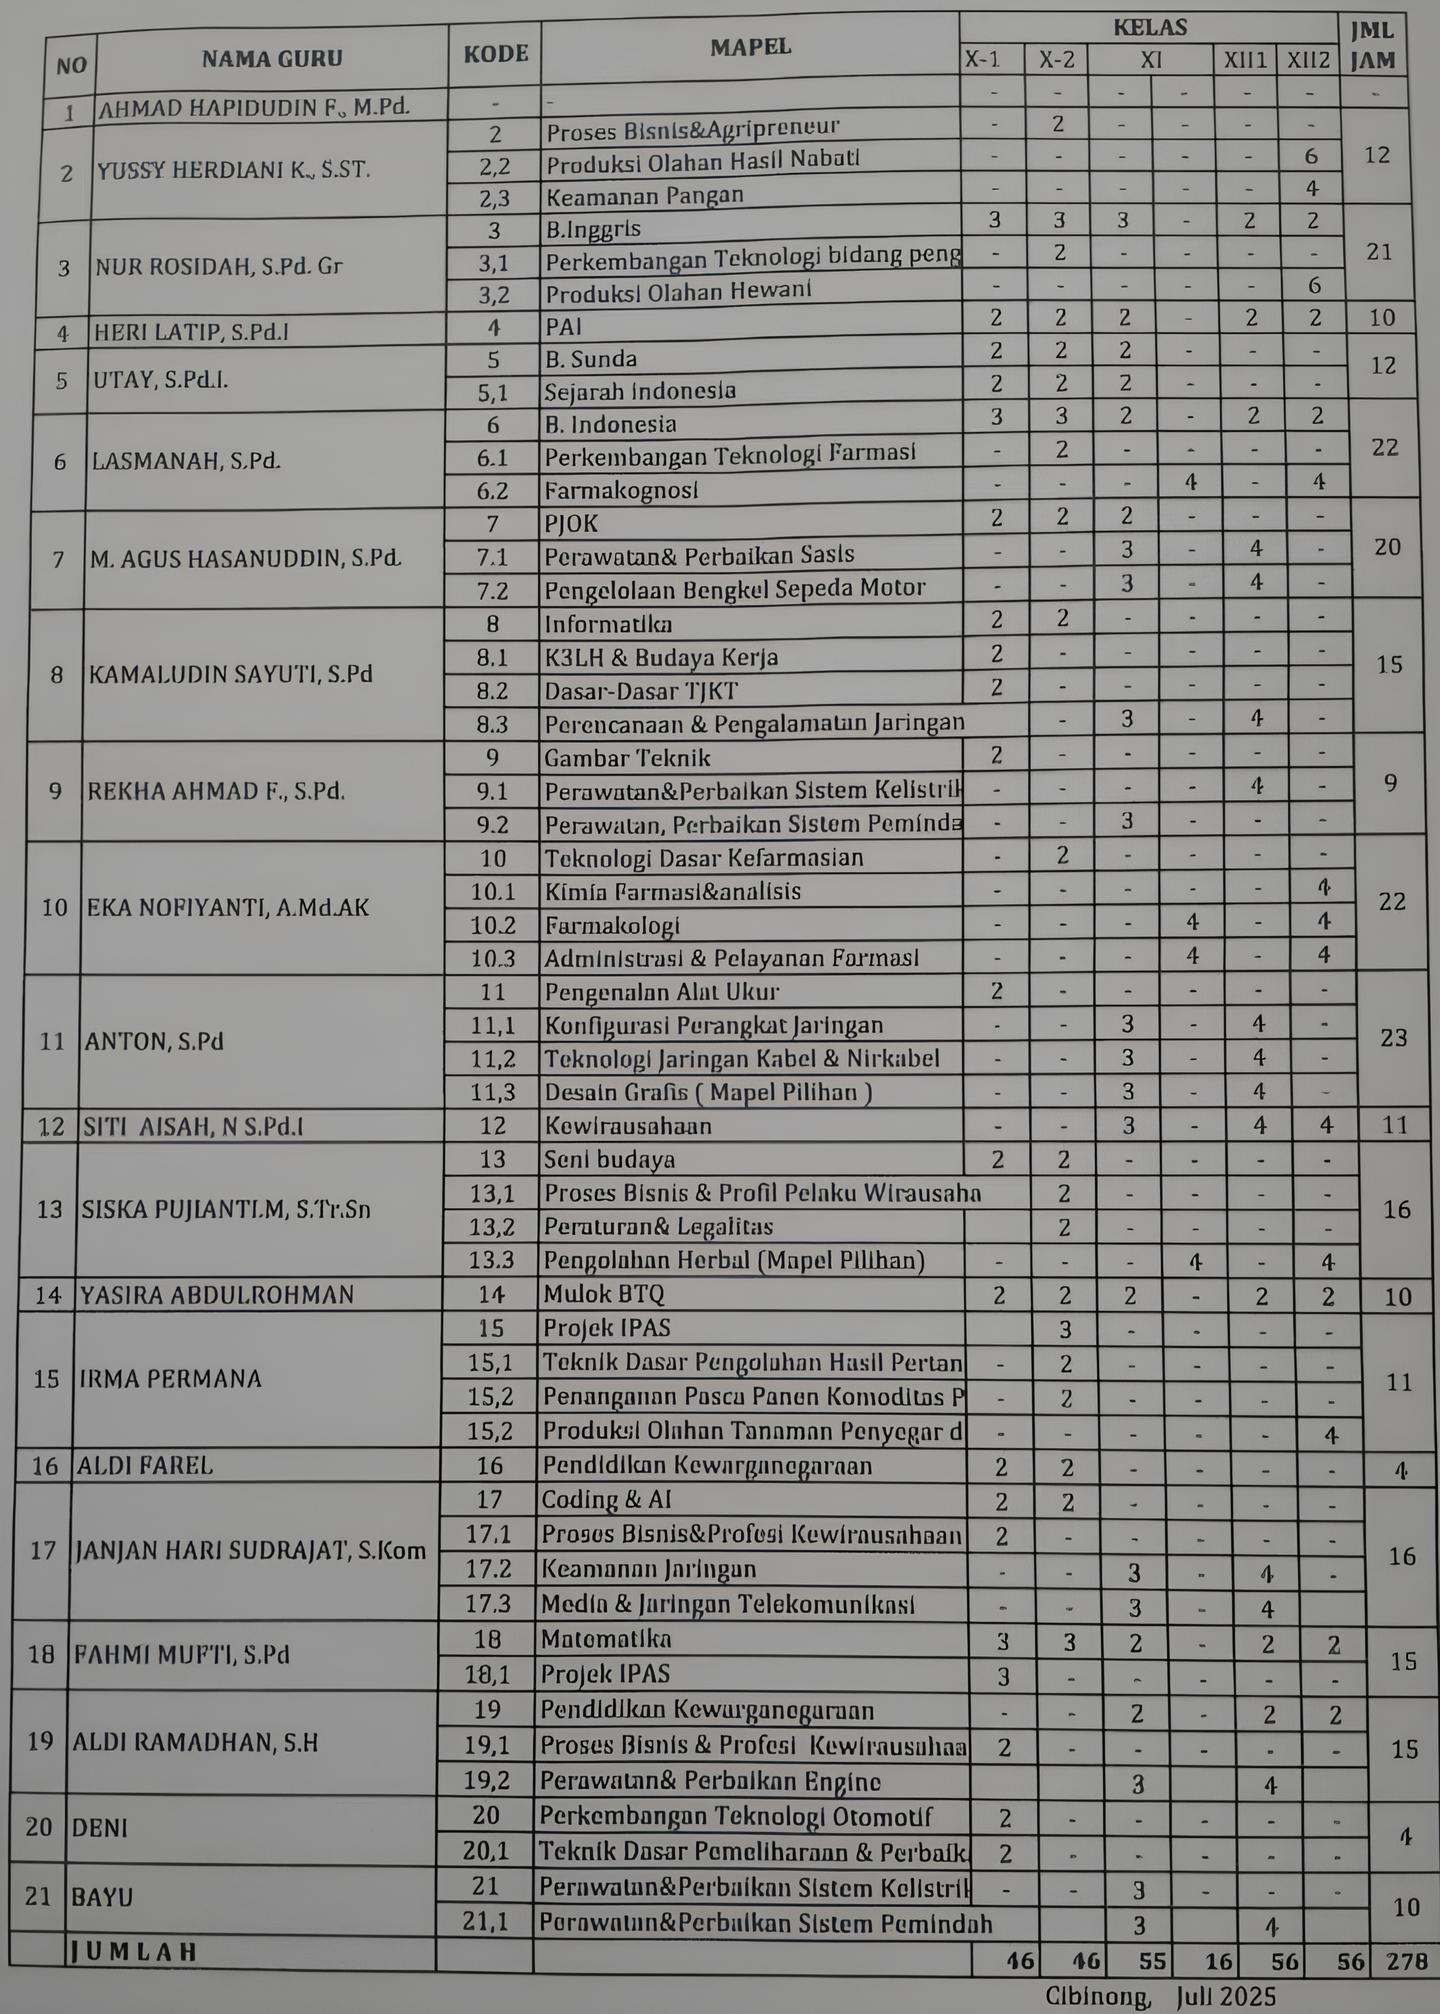 NO NAMA GURU KODE MAPEL KELAS JML JAM
X-1 X-2 XI XII1 XII2
1 AHMAD HAPIDUDIN F., M.Pd. - - - - - - - - -
2 YUSSY HERDIANI K., S.ST. 2 Proses Bisnis&Agripreneur - 2 - - - - 12
2,2 Produksi Olahan Hasil Nabati - - - - - 6
2,3 Keamanan Pangan - - - - - 4
3 NUR ROSIDAH, S.Pd. Gr 3 B.Inggris 3 3 3 - 2 2 21
3,1 Perkembangan Teknologi bidang peng - 2 - - - -
3,2 Produksi Olahan Hewani - - - - - 6
4 HERI LATIP, S.Pd.I 4 PAI 2 2 2 - 2 2 10
5 UTAY, S.Pd.I. 5 B. Sunda 2 2 2 - - - 12
5,1 Sejarah Indonesia 2 2 2 - - -
6 LASMANAH, S.Pd. 6 B. Indonesia 3 3 2 - 2 2 22
6.1 Perkembangan Teknologi Farmasi - 2 - - - -
6.2 Farmakognosi - - - 4 - 4
7 M. AGUS HASANUDDIN, S.Pd. 7 PJOK 2 2 2 - - - 20
7.1 Perawatan& Perbaikan Sasis - - 3 - 4 -
7.2 Pengelolaan Bengkel Sepeda Motor - - 3 - 4 -
8 KAMALUDIN SAYUTI, S.Pd 8 Informatika 2 2 - - - - 15
8.1 K3LH & Budaya Kerja 2 - - - - -
8.2 Dasar-Dasar TJKT 2 - - - - -
8.3 Perencanaan & Pengalamatan Jaringan - 3 - 4 -
9 REKHA AHMAD F., S.Pd. 9 Gambar Teknik 2 - - - - - 9
9.1 Perawatan&Perbaikan Sistem Kelistrik - - - - 4 -
9.2 Perawatan, Perbaikan Sistem Peminda - - 3 - - -
10 EKA NOFIYANTI, A.Md.AK 10 Teknologi Dasar Kefarmasian - 2 - - - - 22
10.1 Kimia Farmasi&analisis - - - - - 4
10.2 Farmakologi - - - 4 - 4
10.3 Administrasi & Pelayanan Farmasi - - - 4 - 4
11 ANTON, S.Pd 11 Pengenalan Alat Ukur 2 - - - - - 23
11,1 Konfigurasi Perangkat Jaringan - - 3 - 4 -
11,2 Teknologi Jaringan Kabel & Nirkabel - - 3 - 4 -
11,3 Desain Grafis ( Mapel Pilihan ) - - 3 - 4 -
12 SITI AISAH, N S.Pd.I 12 Kewirausahaan - - 3 - 4 4 11
13 SISKA PUJIANTI.M, S.Tr.Sn 13 Seni budaya 2 2 - - - - 16
13,1 Proses Bisnis & Profil Pelaku Wirausaha 2 - - - -
13,2 Peraturan& Legalitas 2 - - - -
13.3 Pengolahan Herbal (Mapel Pilihan) - - - 4 - 4
14 YASIRA ABDULROHMAN 14 Mulok BTQ 2 2 2 - 2 2 10
15 IRMA PERMANA 15 Projek IPAS 3 - - - - 11
15,1 Teknik Dasar Pengolahan Hasil Pertan - 2 - - - -
15,2 Penanganan Pasca Panen Komoditas P - 2 - - - -
15,2 Produksi Olahan Tanaman Penyegar d - - - - - 4
16 ALDI FAREL 16 Pendidikan Kewarganegaraan 2 2 - - - - 4
17 JANJAN HARI SUDRAJAT, S.Kom 17 Coding & AI 2 2 - - - - 16
17.1 Proses Bisnis&Profesi Kewirausahaan 2 - - - - -
17.2 Keamanan Jaringan - - 3 - 4 -
17.3 Media & Jaringan Telekomunikasi - - 3 - 4
18 FAHMI MUFTI, S.Pd 18 Matematika 3 3 2 - 2 2 15
18,1 Projek IPAS 3 - - - - -
19 ALDI RAMADHAN, S.H 19 Pendidikan Kewarganegaraan - - 2 - 2 2 15
19,1 Proses Bisnis & Profesi Kewirausahaa 2 - - - - -
19,2 Perawatan& Perbaikan Engine 3 4
20 DENI 20 Perkembangan Teknologi Otomotif 2 - - - - - 4
20,1 Teknik Dasar Pemeliharaan & Perbaik 2 - - - - -
21 BAYU 21 Perawatan&Perbaikan Sistem Kelistrik - - 3 - - - 10
21,1 Perawatan&Perbaikan Sistem Pemindah 3 4
JUMLAH 46 46 55 16 56 56 278
Cibinong, Juli 2025